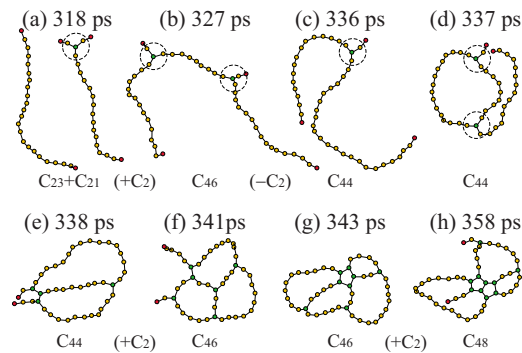 (a) 318 ps (b) 327 ps (c) 336 ps (d) 337 ps
C23+C21 (+C2) C46 (−C2) C44 C44
(e) 338 ps (f) 341ps (g) 343 ps (h) 358 ps
C44 (+C2) C46 C46 (+C2) C48